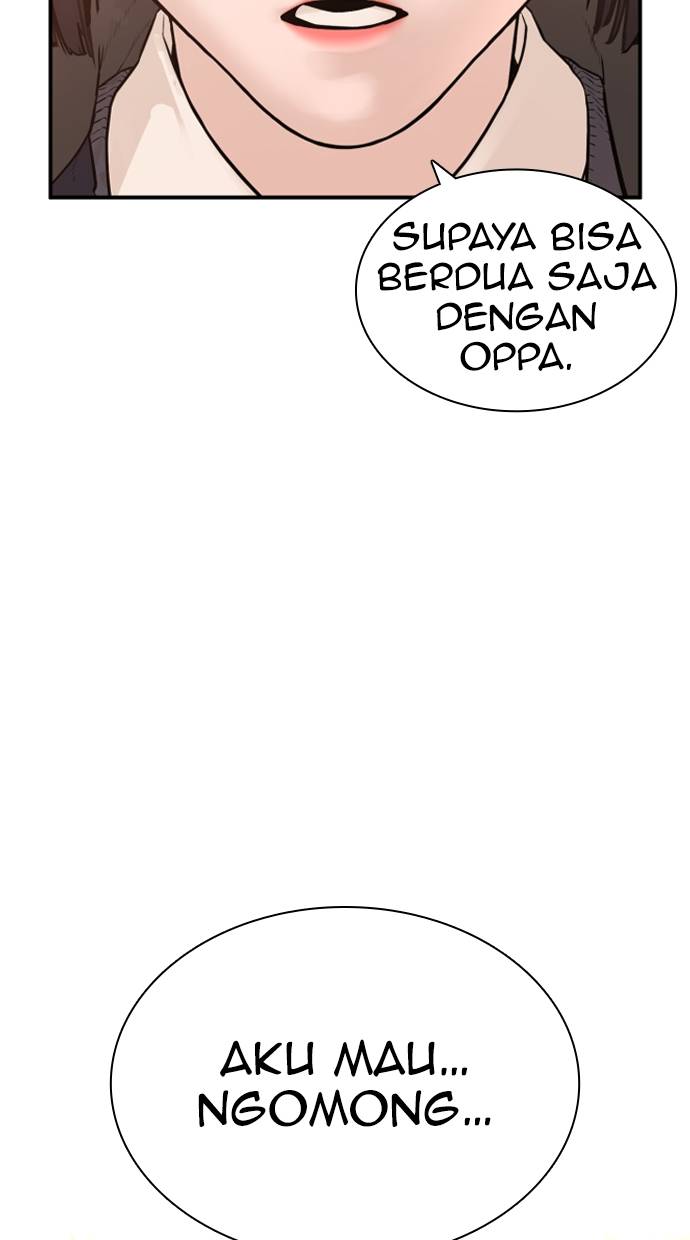 SUPAYA BISA
BERDUA SAJA
DENGAN
OPPA.
AKU MAU...
NGOMONG...